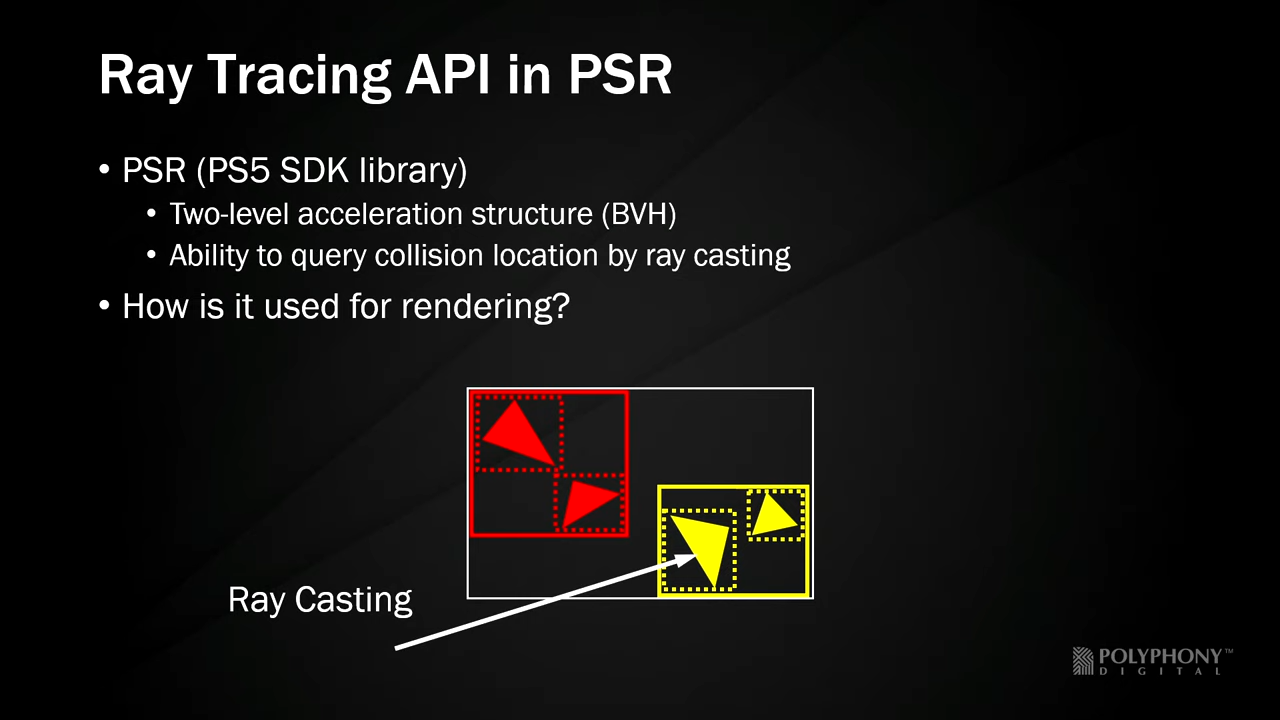 Ray Tracing API in PSR
• PSR (PS5 SDK library)
• Two-level acceleration structure (BVH)
• Ability to query collision location by ray casting
• How is it used for rendering?
Ray Casting
POLYPHONY™
DIGITAL